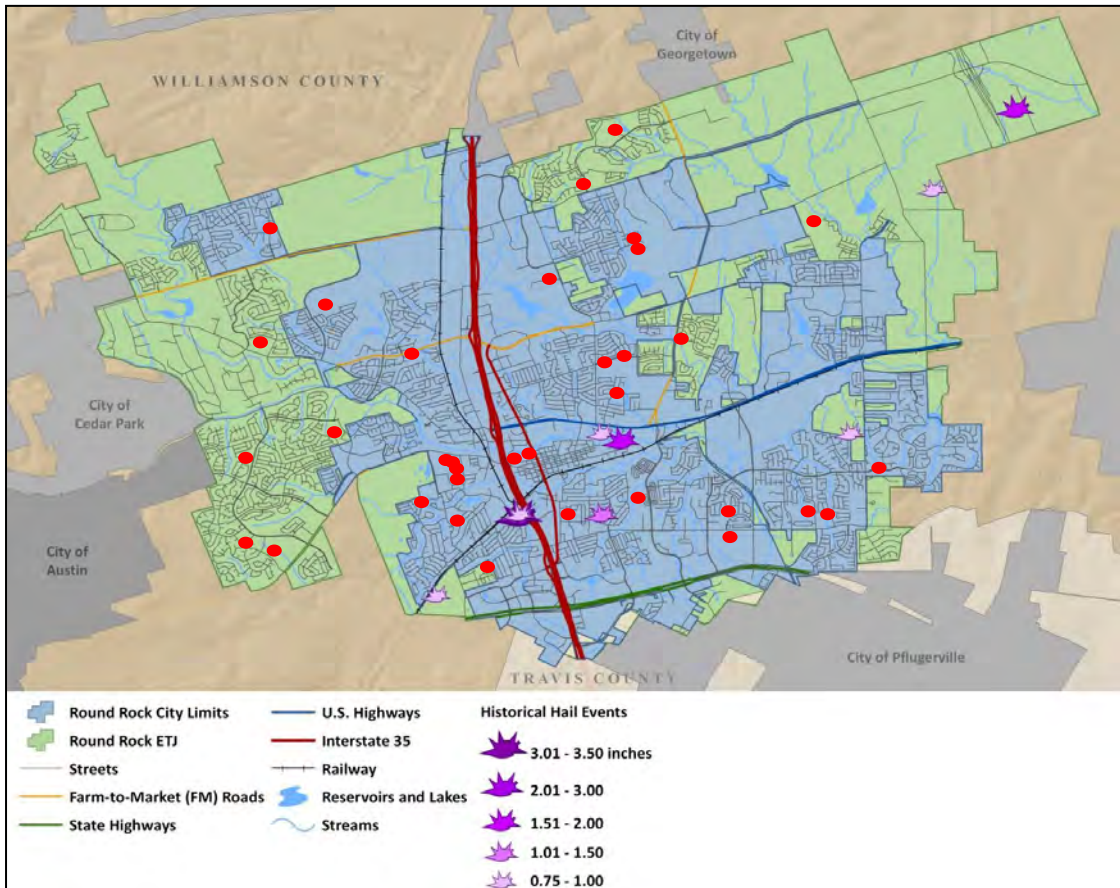 City of
Georgetown
WILLIAMSON COUNTY
City of
Cedar Park
City of
Austin
City of Pflugerville
TRAVIS COUNTY
Round Rock City Limits
Round Rock ETJ
Streets
Farm-to-Market (FM) Roads
State Highways
U.S. Highways
Interstate 35
Railway
Reservoirs and Lakes
Streams
Historical Hail Events
3.01 - 3.50 inches
2.01 - 3.00
1.51 - 2.00
1.01 - 1.50
0.75 - 1.00